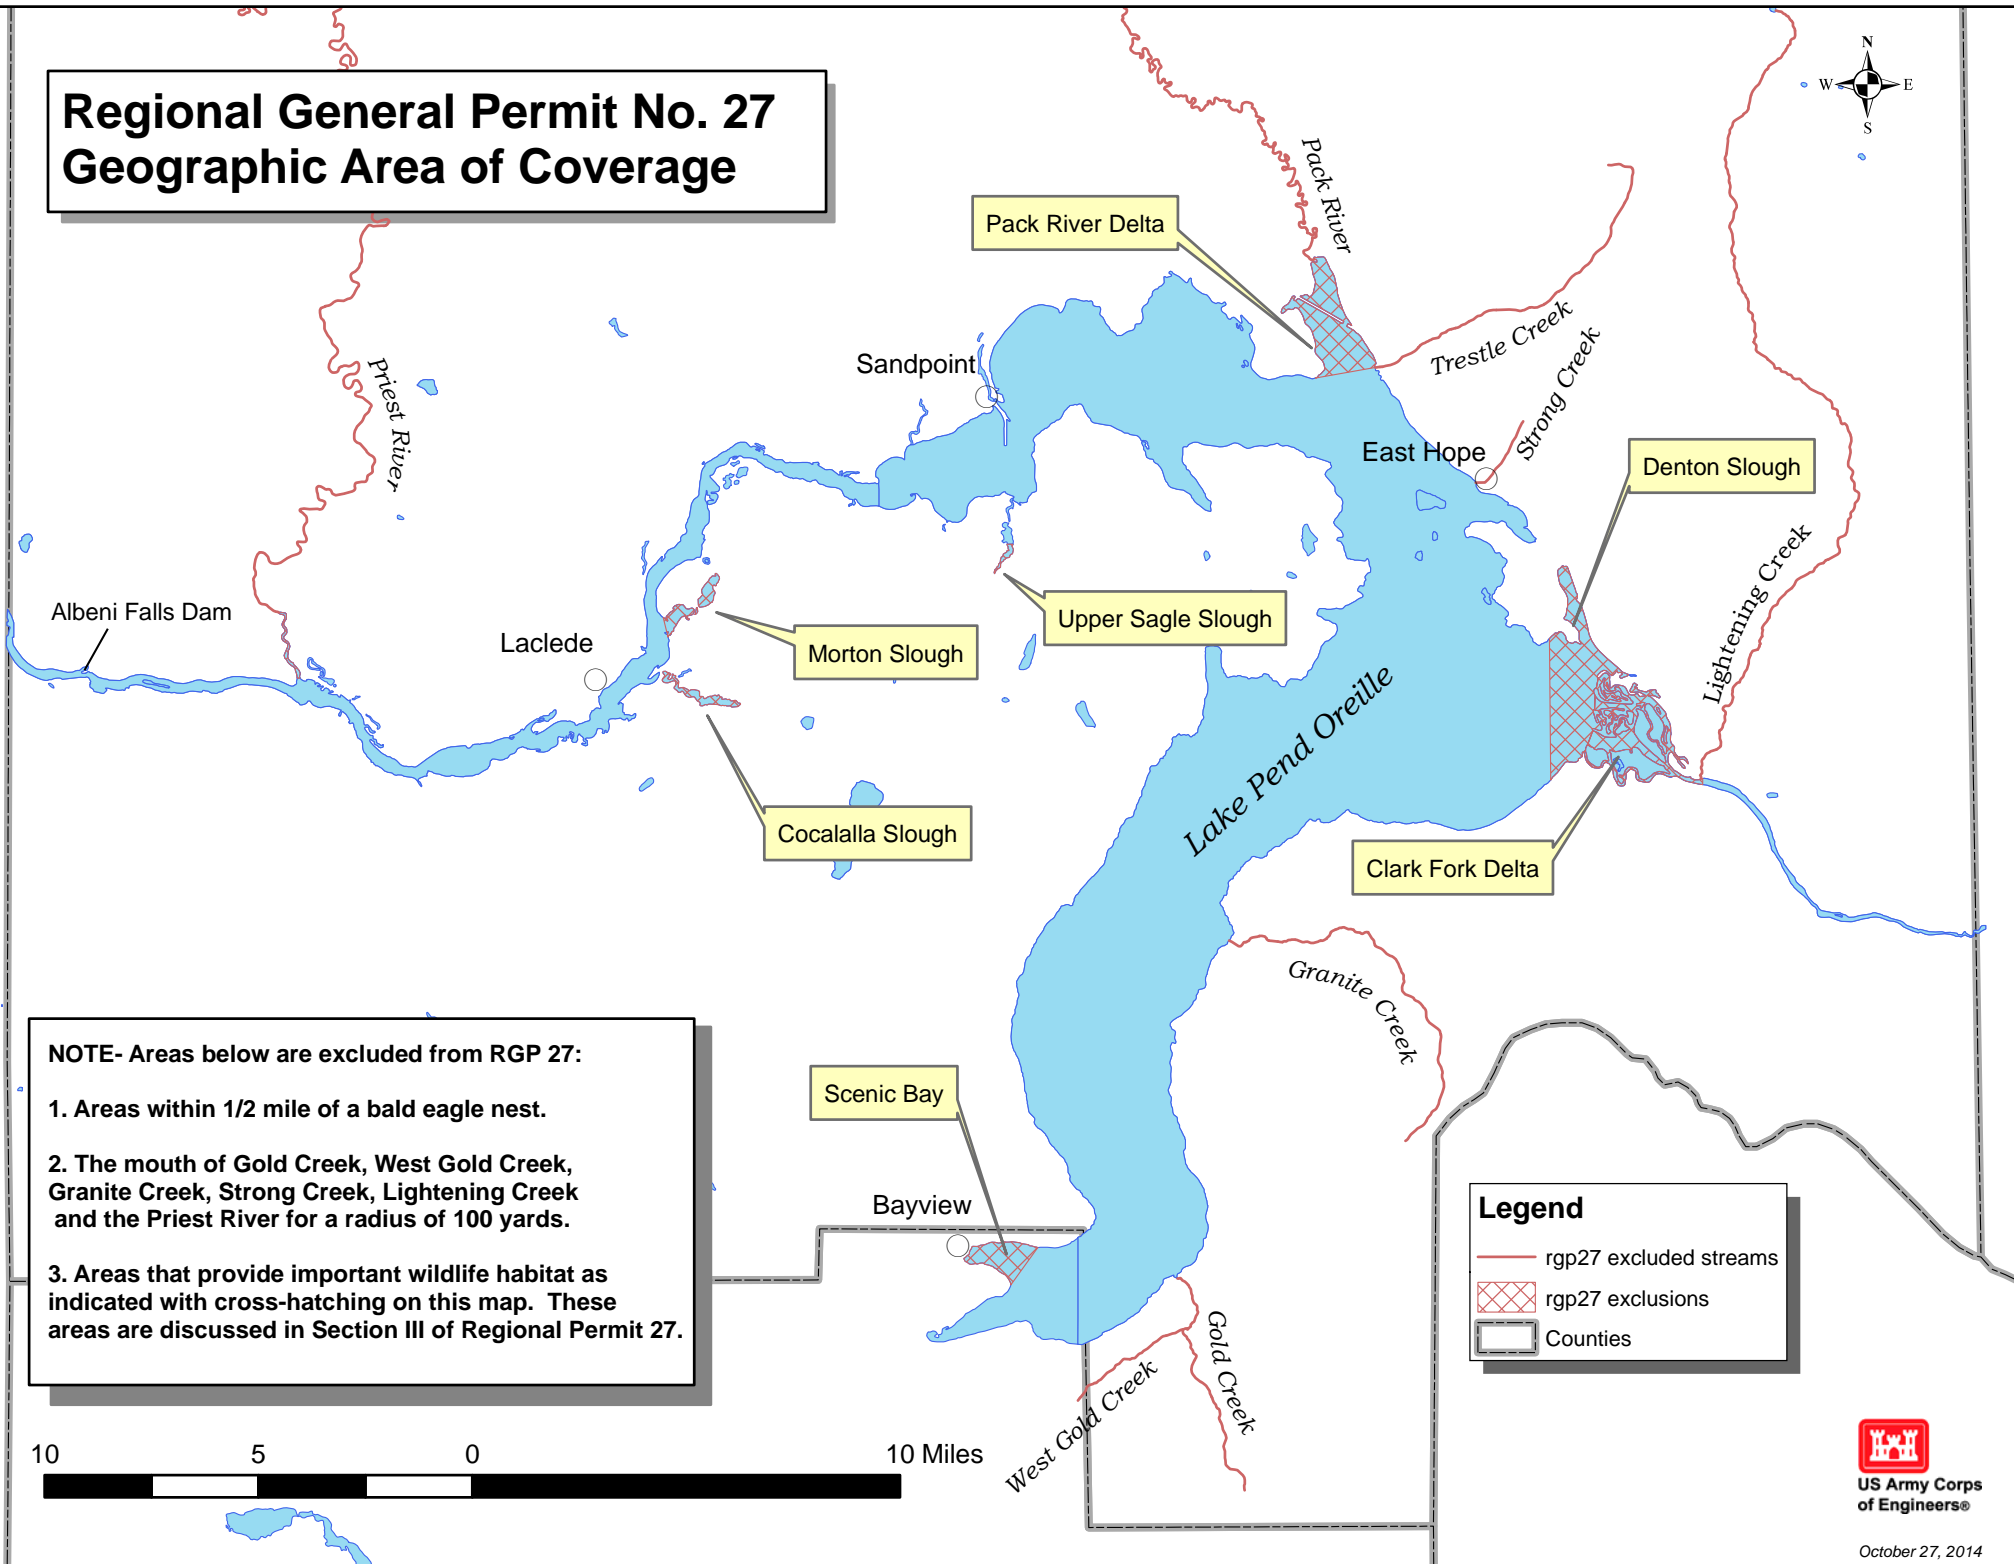 Regional General Permit No. 27
Geographic Area of Coverage
N
W
E
S
Pack River
Pack River Delta
Trestle Creek
Strong Creek
Sandpoint
Priest River
East Hope
Denton Slough
Lightening Creek
Albeni Falls Dam
Laclede
Upper Sagle Slough
Morton Slough
Lake Pend Oreille
Cocalalla Slough
Clark Fork Delta
Granite Creek
NOTE- Areas below are excluded from RGP 27:
1. Areas within 1/2 mile of a bald eagle nest.
2. The mouth of Gold Creek, West Gold Creek,
Granite Creek, Strong Creek, Lightening Creek
and the Priest River for a radius of 100 yards.
3. Areas that provide important wildlife habitat as
indicated with cross-hatching on this map. These
areas are discussed in Section III of Regional Permit 27.
Scenic Bay
Bayview
Gold Creek
West Gold Creek
Legend
rgp27 excluded streams
rgp27 exclusions
Counties
10 5 0 10 Miles
US Army Corps
of Engineers®
October 27, 2014